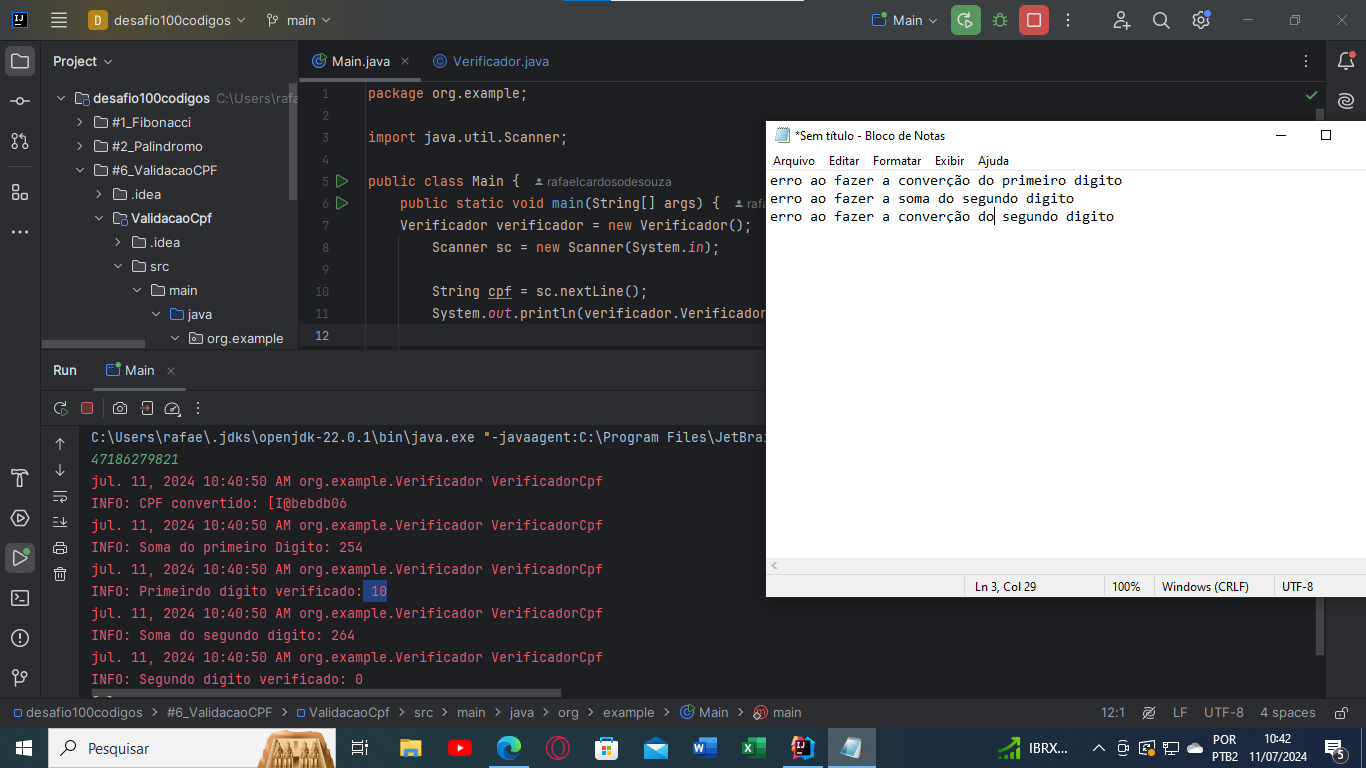 D desafio100codigos
main
Main
Project
Main.java
Verificador.java
desafio100codigos C:\Users\rafa
#1_Fibonacci
#2_Palindromo
#6_ValidacaoCPF
.idea
ValidacaoCpf
.idea
src
main
java
org.example
1 package org.example;
2
3 import java.util.Scanner;
4
5 public class Main { rafaelcardosodesouza
6 public static void main(String[] args) { rafa
7 Verificador verificador = new Verificador();
8 Scanner sc = new Scanner(System.in);
9
10 String cpf = sc.nextLine();
11 System.out.println(verificador.Verificador
12
*Sem título - Bloco de Notas
Arquivo Editar Formatar Exibir Ajuda
erro ao fazer a converção do primeiro digito
erro ao fazer a soma do segundo digito
erro ao fazer a converção do segundo digito
Ln 3, Col 29 100% Windows (CRLF) UTF-8
Run Main
C:\Users\rafae\.jdks\openjdk-22.0.1\bin\java.exe "-javaagent:C:\Program Files\JetBra
47186279821
jul. 11, 2024 10:40:50 AM org.example.Verificador VerificadorCpf
INFO: CPF convertido: [I@bebdb06
jul. 11, 2024 10:40:50 AM org.example.Verificador VerificadorCpf
INFO: Soma do primeiro Digito: 254
jul. 11, 2024 10:40:50 AM org.example.Verificador VerificadorCpf
INFO: Primeirdo digito verificado: 10
jul. 11, 2024 10:40:50 AM org.example.Verificador VerificadorCpf
INFO: Soma do segundo digito: 264
jul. 11, 2024 10:40:50 AM org.example.Verificador VerificadorCpf
INFO: Segundo digito verificado: 0
desafio100codigos > #6_ValidacaoCPF > ValidacaoCpf > src > main > java > org > example > Main > main
12:1 LF UTF-8 4 spaces
Pesquisar
IBRX...
POR
PTB2
10:42
11/07/2024
5